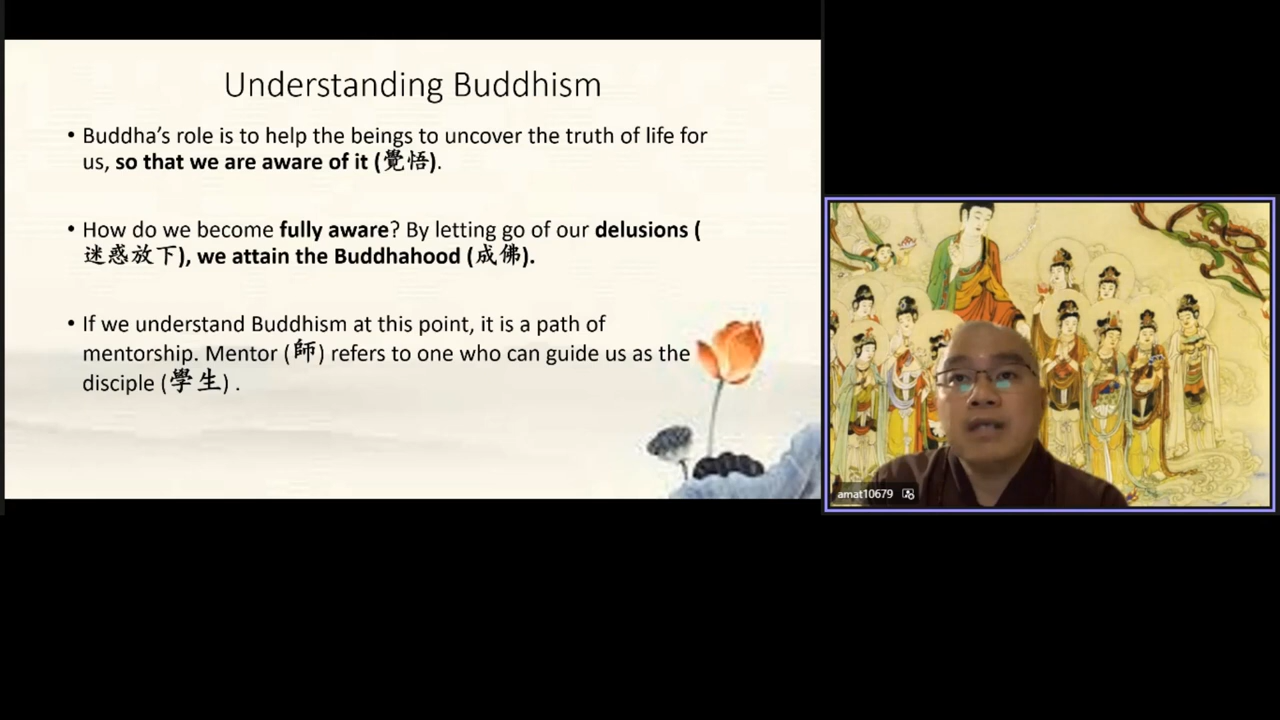 Understanding Buddhism
• Buddha's role is to help the beings to uncover the truth of life for
us, so that we are aware of it (覺悟).
• How do we become fully aware? By letting go of our delusions (
迷惑放下), we attain the Buddhahood (成佛).
• If we understand Buddhism at this point, it is a path of
mentorship. Mentor (師) refers to one who can guide us as the
disciple (學生) .
amat10679